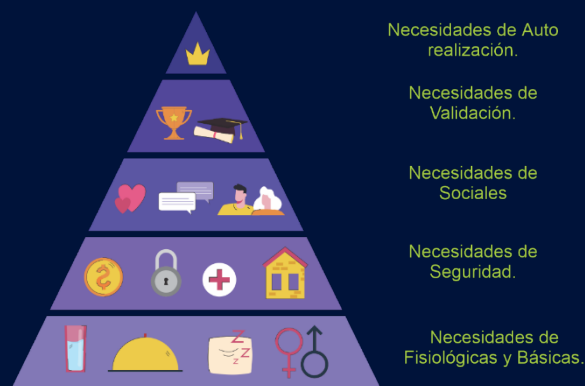 Necesidades de Auto
realización.
Necesidades de
Validación.
Necesidades de
Sociales
Necesidades de
Seguridad.
Necesidades de
Fisiológicas y Básicas.